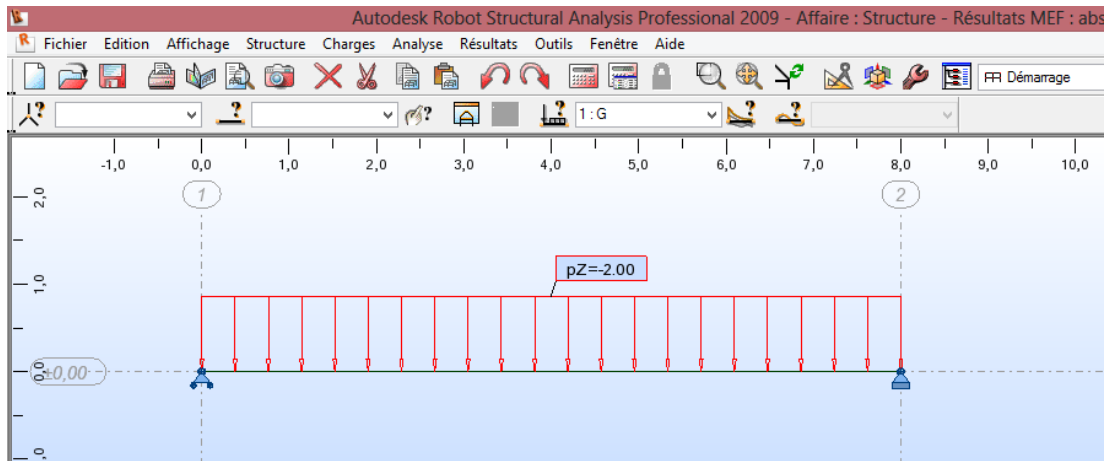 Autodesk Robot Structural Analysis Professional 2009 - Affaire : Structure - Résultats MEF : abs
Fichier Edition Affichage Structure Charges Analyse Résultats Outils Fenêtre Aide
Démarrage
1 : G
-1,0 0,0 1,0 2,0 3,0 4,0 5,0 6,0 7,0 8,0 9,0 10,0
1 2
2,0
pZ=-2.00
1,0
0,0
±0,00
,0